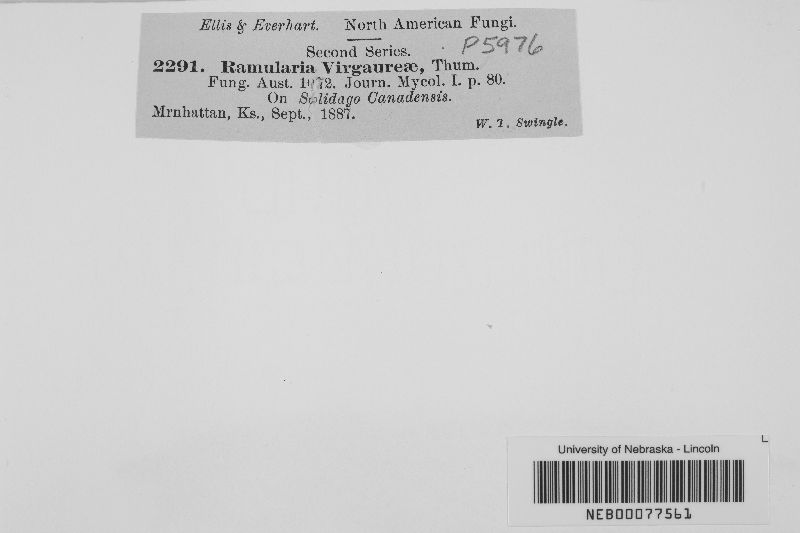 Ellis & Everhart. North American Fungi.
Second Series. P5976
2291. Ramularia Virgaureæ, Thum.
Fung. Aust. 1072. Journ. Mycol. I. p. 80.
On Solidago Canadensis.
Mrnhattan, Ks., Sept., 1887.
W. T. Swingle.
L
University of Nebraska - Lincoln
NEB00077561